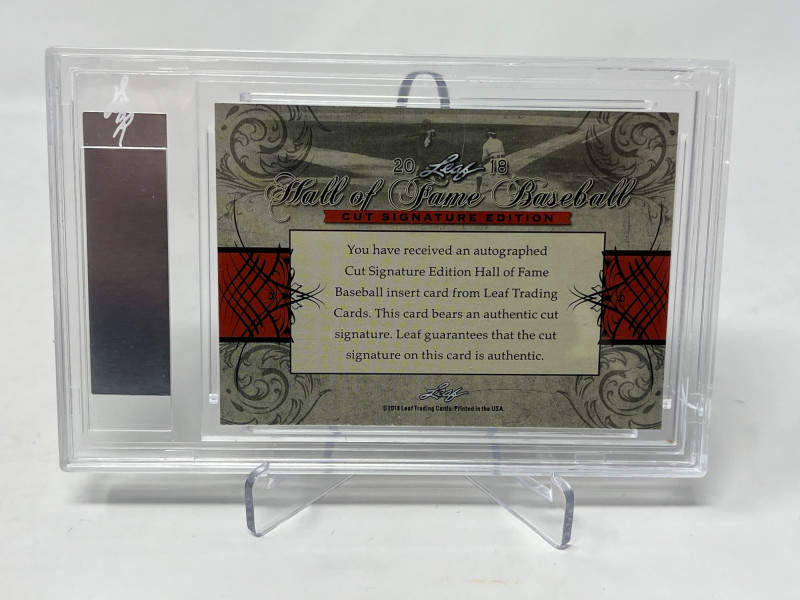 20 Leaf 18
Hall of Fame Baseball
CUT SIGNATURE EDITION
You have received an autographed
Cut Signature Edition Hall of Fame
Baseball insert card from Leaf Trading
Cards. This card bears an authentic cut
signature. Leaf guarantees that the cut
signature on this card is authentic.
Leaf
©2018 Leaf Trading Cards. Printed in the USA.